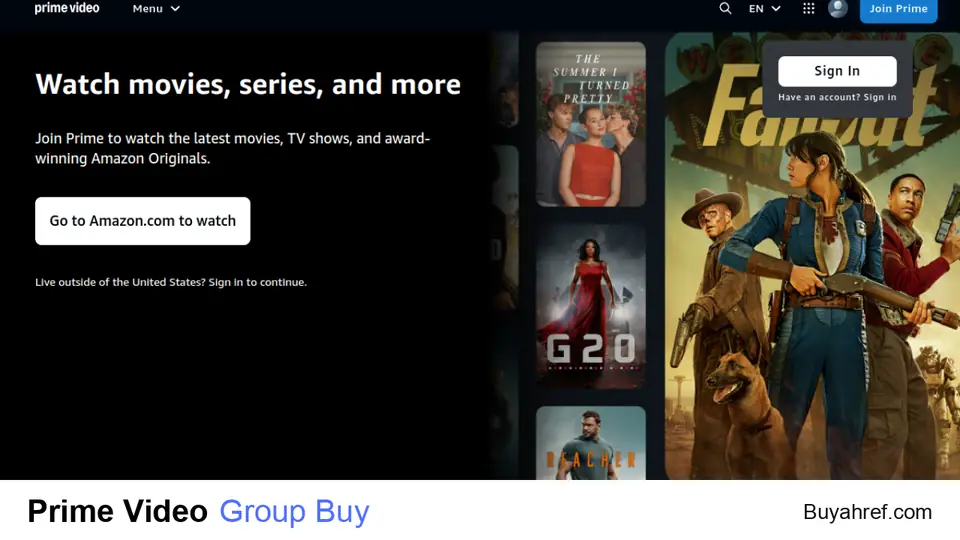 prime video
Menu
EN
Join Prime
Watch movies, series, and more
Join Prime to watch the latest movies, TV shows, and award-
winning Amazon Originals.
Go to Amazon.com to watch
Live outside of the United States? Sign in to continue.
THE
SUMMER I
TURNED
PRETTY
G20
REACHER
Sign In
Have an account? Sign in
Prime Video Group Buy
Buyahref.com